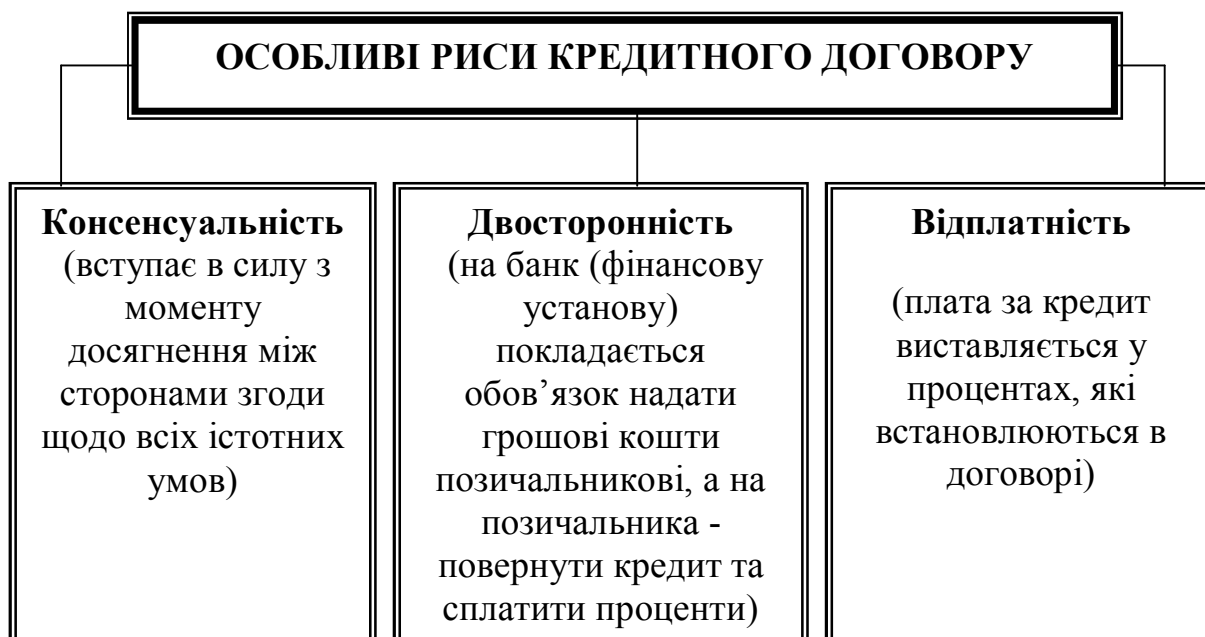 ОСОБЛИВІ РИСИ КРЕДИТНОГО ДОГОВОРУ
Консенсуальність
(вступає в силу з
моменту
досягнення між
сторонами згоди
щодо всіх істотних
умов)
Двосторонність
(на банк (фінансову
установу)
покладається
обов’язок надати
грошові кошти
позичальникові, а на
позичальника -
повернути кредит та
сплатити проценти)
Відплатність
(плата за кредит
виставляється у
процентах, які
встановлюються в
договорі)